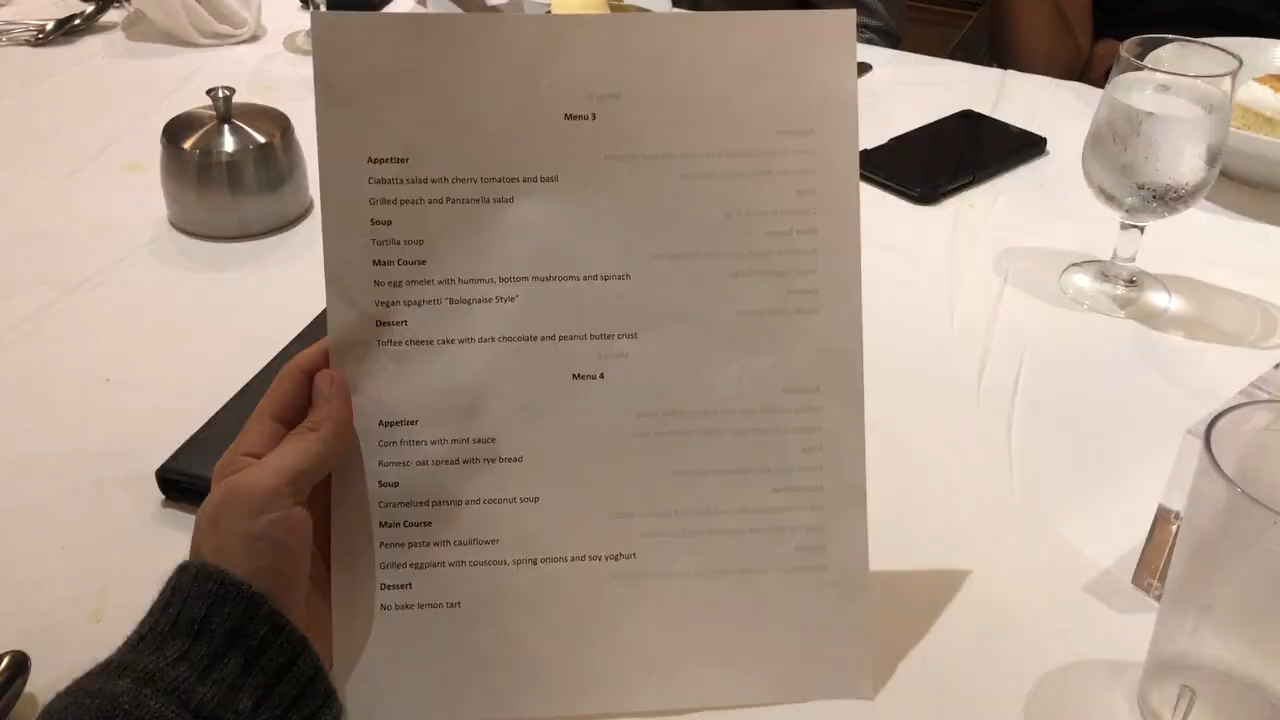 Menu 3
Appetizer
Ciabatta salad with cherry tomatoes and basil
Grilled peach and Panzanella salad
Soup
Tortilla soup
Main Course
No egg omelet with hummus, bottom mushrooms and spinach
Vegan spaghetti "Bolognaise Style"
Dessert
Toffee cheese cake with dark chocolate and peanut butter crust
Menu 4
Appetizer
Corn fritters with mint sauce
Romesc- oat spread with rye bread
Soup
Caramelized parsnip and coconut soup
Main Course
Penne pasta with cauliflower
Grilled eggplant with couscous, spring onions and soy yoghurt
Dessert
No bake lemon tart